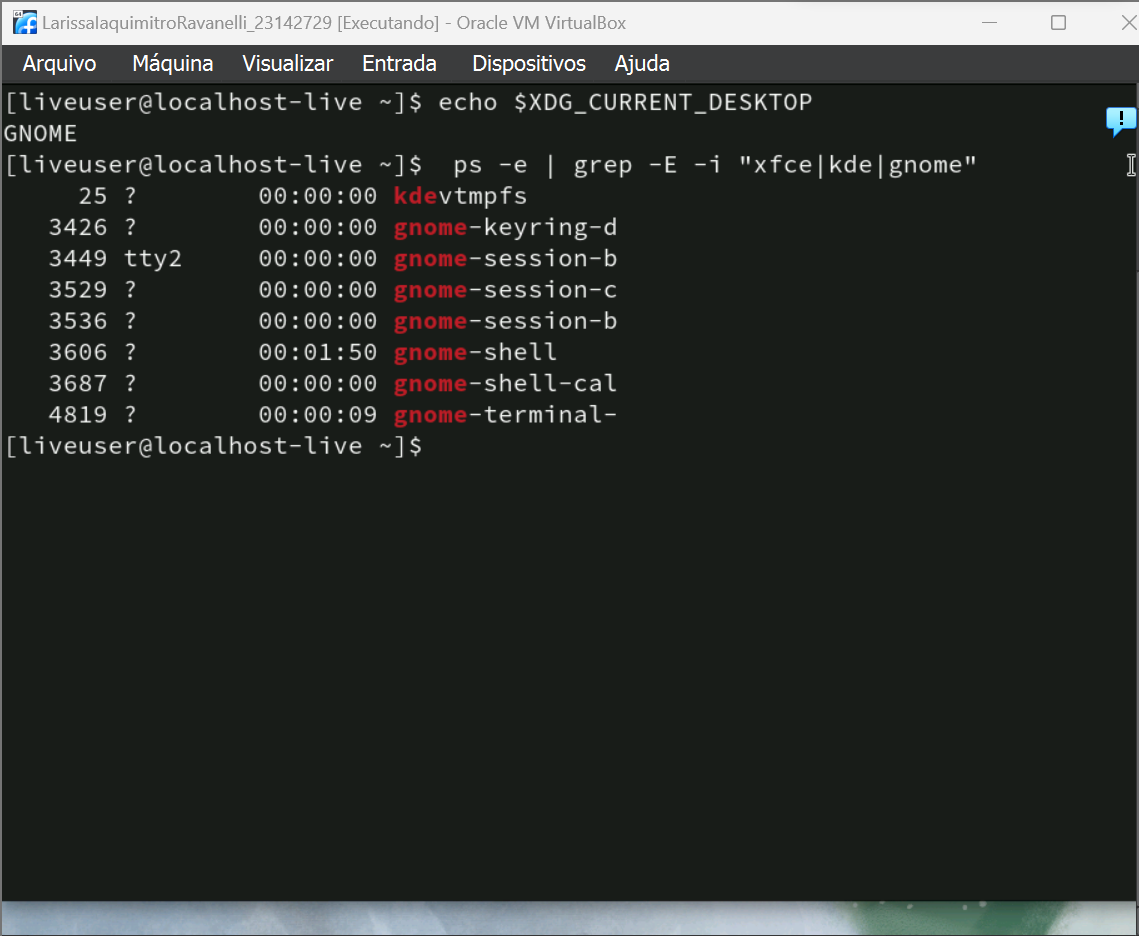 LarissaIaquimitroRavanelli_23142729 [Executando] - Oracle VM VirtualBox
Arquivo Máquina Visualizar Entrada Dispositivos Ajuda
[liveuser@localhost-live ~]$ echo $XDG_CURRENT_DESKTOP
GNOME
[liveuser@localhost-live ~]$  ps -e | grep -E -i "xfce|kde|gnome"
     25 ?        00:00:00 kdevtmpfs
   3426 ?        00:00:00 gnome-keyring-d
   3449 tty2     00:00:00 gnome-session-b
   3529 ?        00:00:00 gnome-session-c
   3536 ?        00:00:00 gnome-session-b
   3606 ?        00:01:50 gnome-shell
   3687 ?        00:00:00 gnome-shell-cal
   4819 ?        00:00:09 gnome-terminal-
[liveuser@localhost-live ~]$